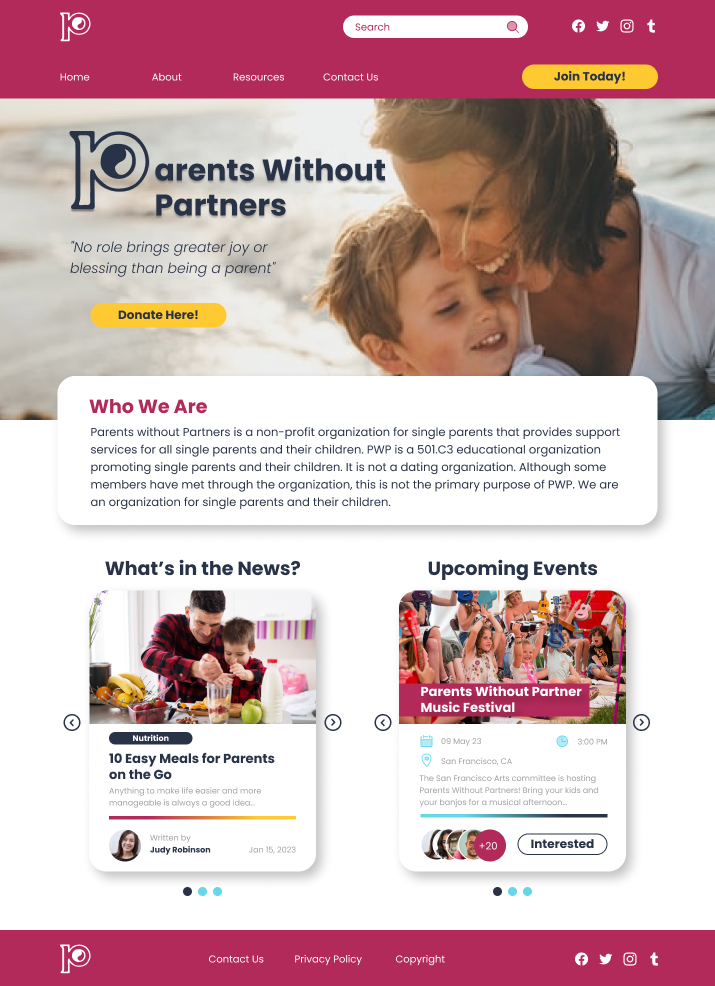 Search
Home
About
Resources
Contact Us
Join Today!
Parents Without
Partners
"No role brings greater joy or
blessing than being a parent"
Donate Here!
Who We Are
Parents without Partners is a non-profit organization for single parents that provides support
services for all single parents and their children. PWP is a 501.C3 educational organization
promoting single parents and their children. It is not a dating organization. Although some
members have met through the organization, this is not the primary purpose of PWP. We are
an organization for single parents and their children.
What's in the News?
Nutrition
10 Easy Meals for Parents
on the Go
Anything to make life easier and more
manageable is always a good idea...
Written by
Judy Robinson
Jan 15, 2023
Upcoming Events
Parents Without Partner
Music Festival
09 May 23
3:00 PM
San Francisco, CA
The San Francisco Arts committee is hosting
Parents Without Partners! Bring your kids and
your banjos for a musical afternoon...
+20
Interested
Contact Us
Privacy Policy
Copyright